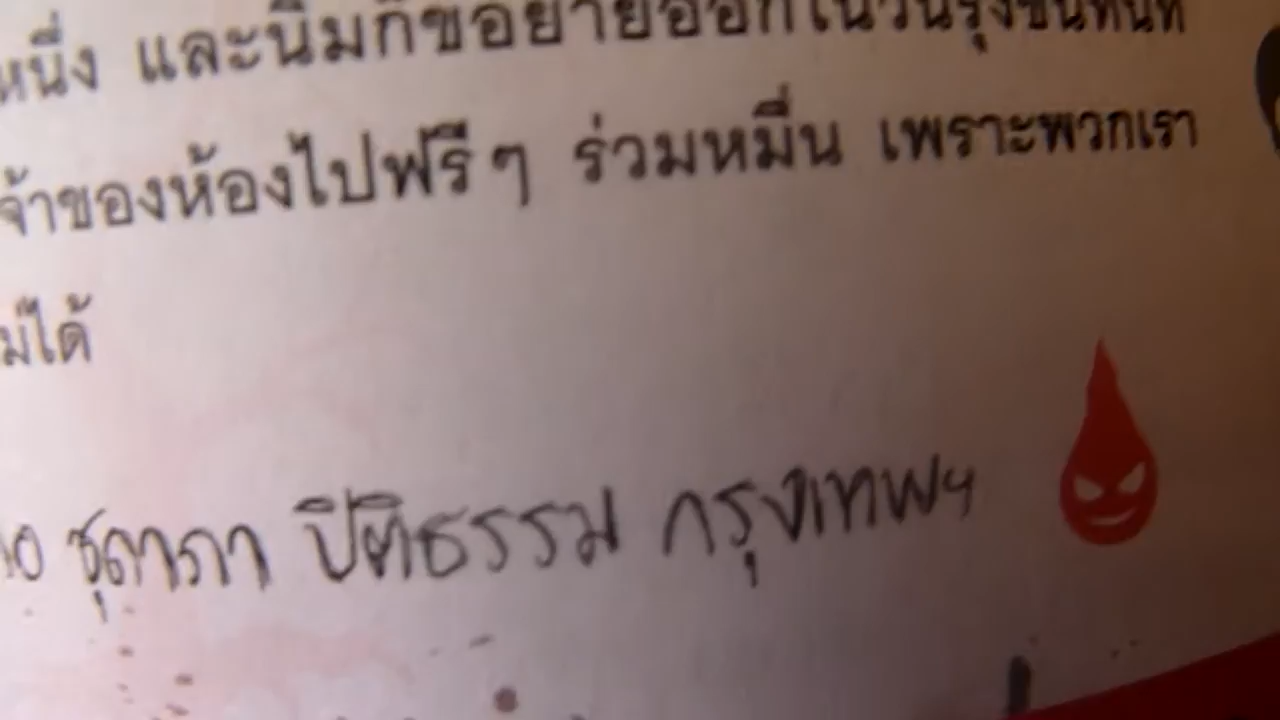 หนึ่ง และนิ่มก็ขอย้ายออกในวันรุ่งขึ้นทันที
จ้าของห้องไปฟรีๆ ร่วมหมื่น เพราะพวกเรา
ม่ได้
ชุดาภา ปีติธรรม กรุงเทพฯ